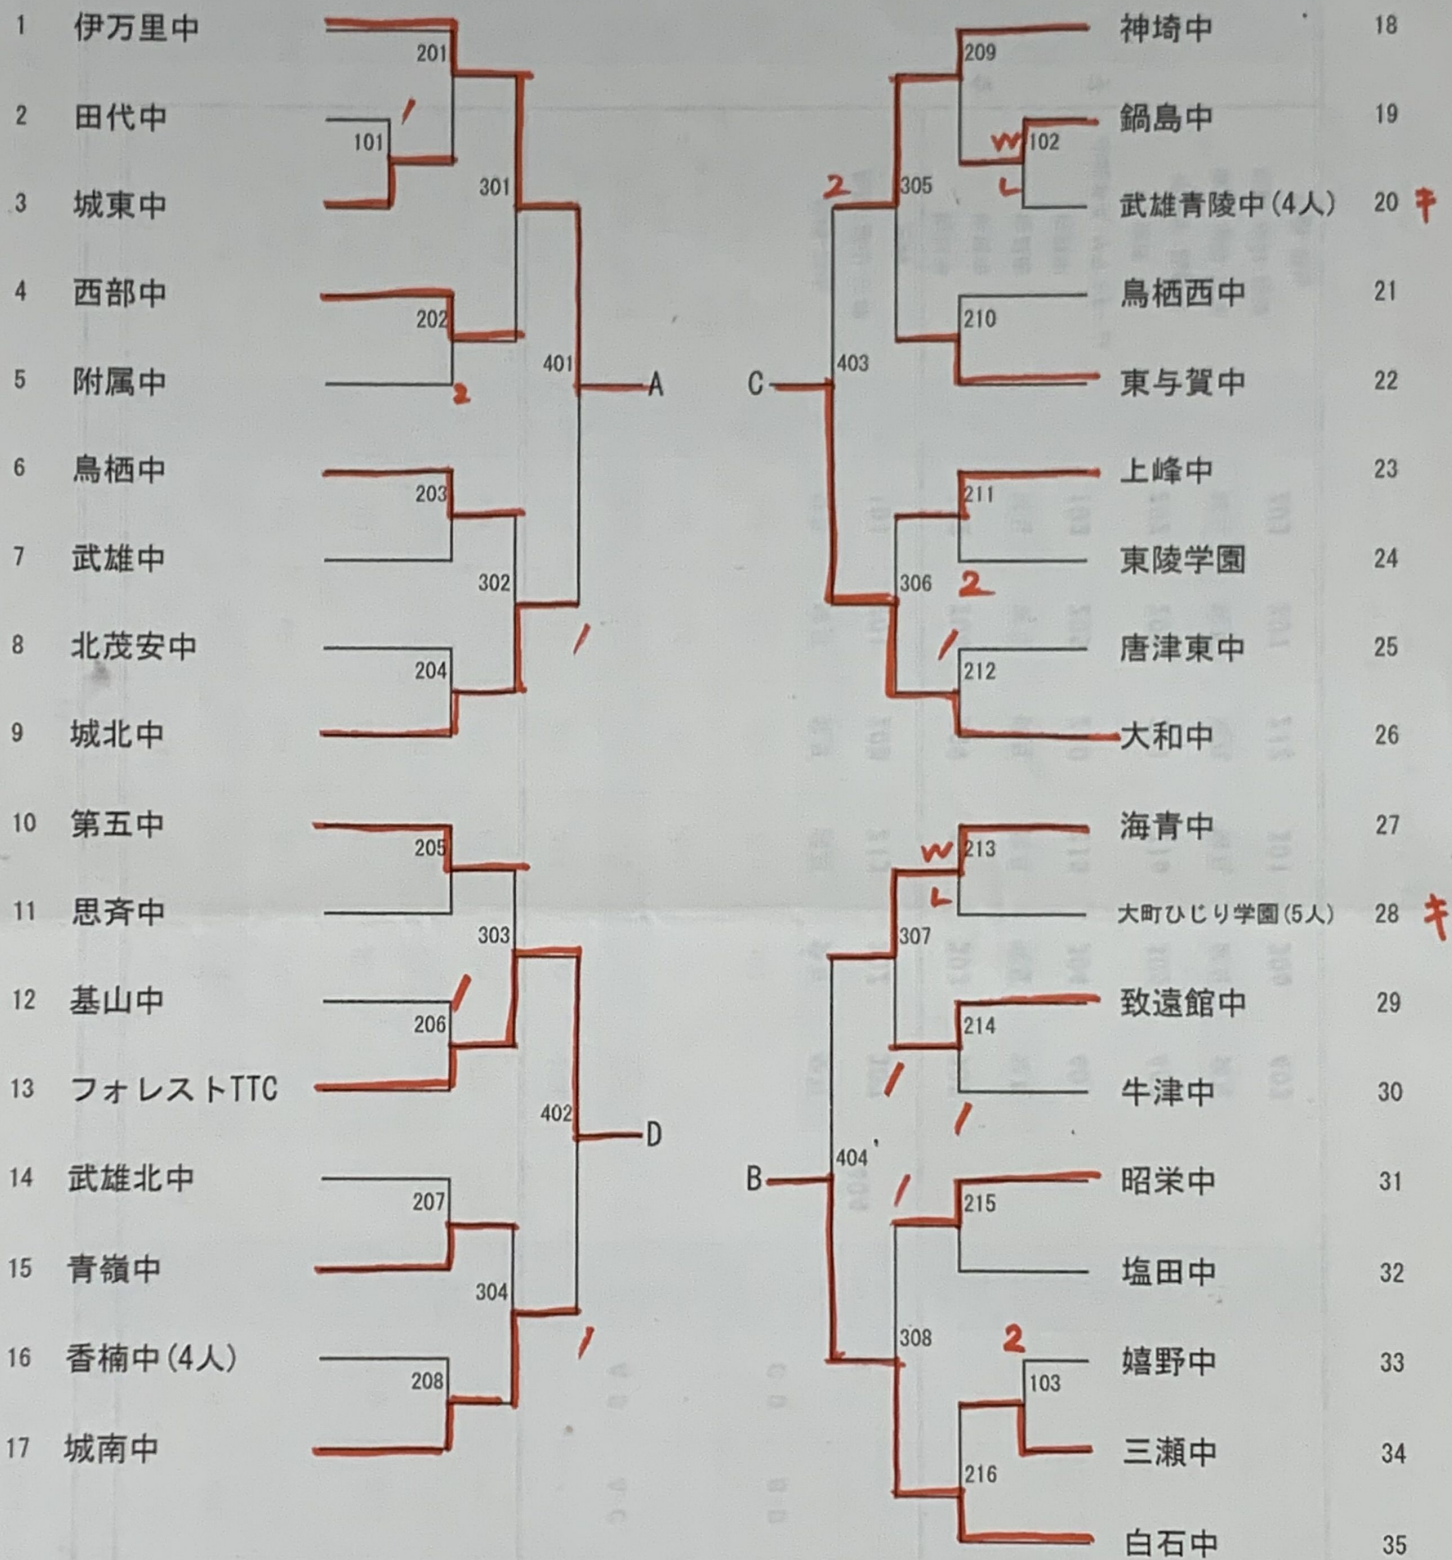 1 伊万里中
201
2 田代中
101 1
3 城東中
301
4 西部中
202
5 附属中
2
401 A
6 鳥栖中
203
7 武雄中
302
8 北茂安中
204
1
9 城北中
10 第五中
205
11 思斉中
303
12 基山中
206 1
13 フォレストTTC
402 D
14 武雄北中
207
15 青嶺中
304
16 香楠中(4人)
208
1
17 城南中
神埼中 18
209
鍋島中 19
W 102
L
武雄青陵中(4人) 20 キ
2 305
鳥栖西中 21
210
東与賀中 22
C 403
上峰中 23
211
東陵学園 24
306 2
唐津東中 25
1 212
大和中 26
海青中 27
W 213
L
大町ひじり学園(5人) 28 キ
307
致遠館中 29
214
1
牛津中 30
1
B 404
昭栄中 31
1 215
塩田中 32
308
嬉野中 33
2 103
三瀬中 34
216
白石中 35